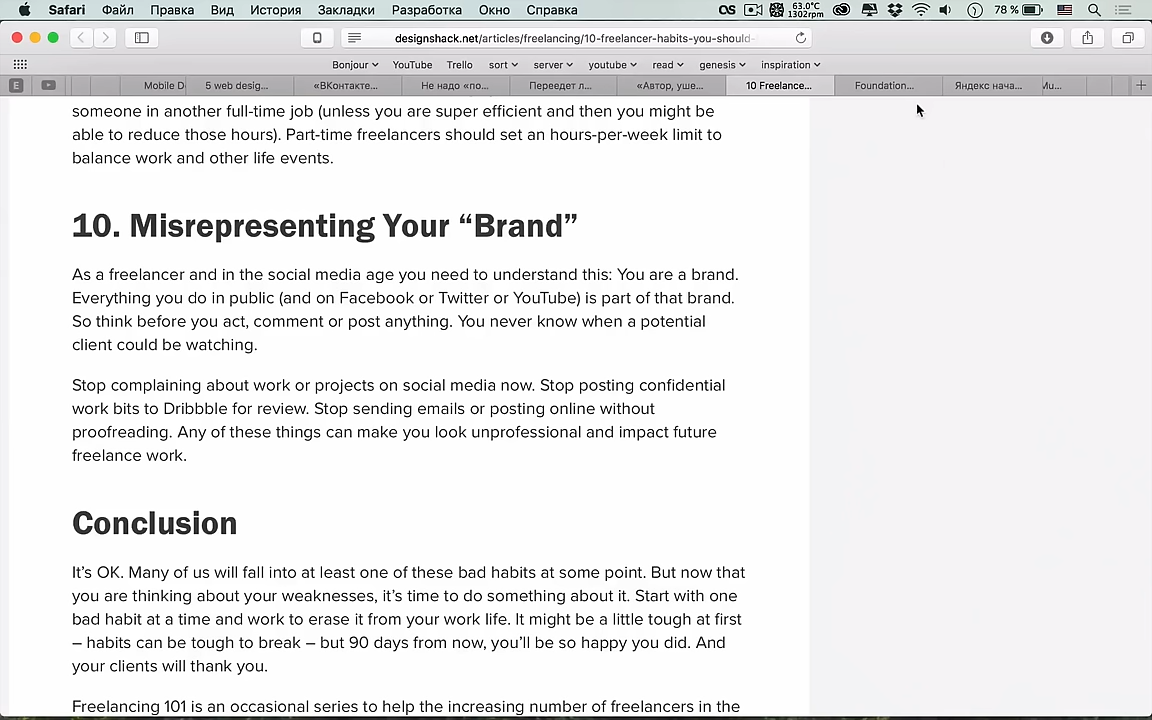 Safari Файл Правка Вид История Закладки Разработка Окно Справка 63.0°C 1302rpm 78 %
designshack.net/articles/freelancing/10-freelancer-habits-you-should-
Bonjour YouTube Trello sort server youtube read genesis inspiration
E Mobile D 5 web desig... «ВКонтакте... Не надо «по... Переедет л... «Автор, уше... 10 Freelance... Foundation... Яндекс нача...
someone in another full-time job (unless you are super efficient and then you might be
able to reduce those hours). Part-time freelancers should set an hours-per-week limit to
balance work and other life events.
10. Misrepresenting Your “Brand”
As a freelancer and in the social media age you need to understand this: You are a brand.
Everything you do in public (and on Facebook or Twitter or YouTube) is part of that brand.
So think before you act, comment or post anything. You never know when a potential
client could be watching.
Stop complaining about work or projects on social media now. Stop posting confidential
work bits to Dribbble for review. Stop sending emails or posting online without
proofreading. Any of these things can make you look unprofessional and impact future
freelance work.
Conclusion
It’s OK. Many of us will fall into at least one of these bad habits at some point. But now that
you are thinking about your weaknesses, it’s time to do something about it. Start with one
bad habit at a time and work to erase it from your work life. It might be a little tough at first
– habits can be tough to break – but 90 days from now, you’ll be so happy you did. And
your clients will thank you.
Freelancing 101 is an occasional series to help the increasing number of freelancers in the